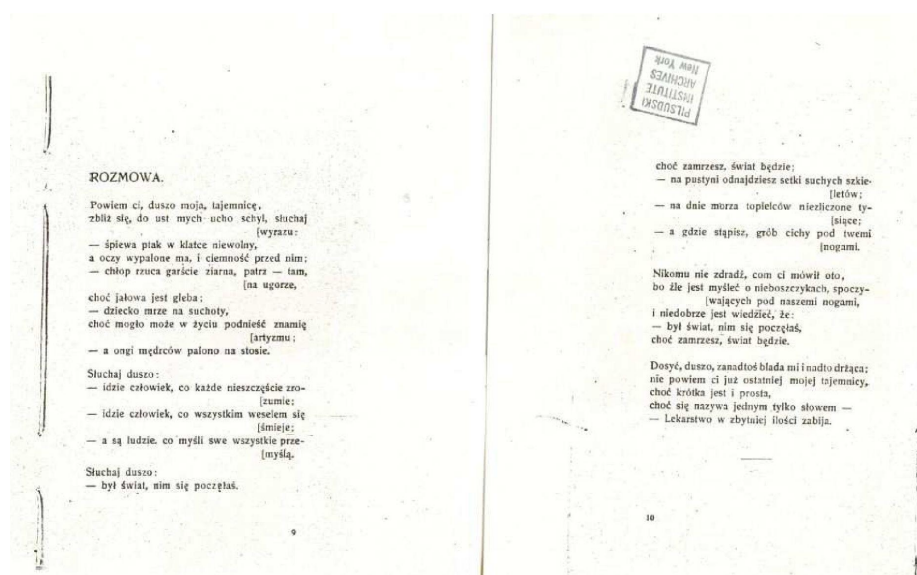 ROZMOWA.
Powiem ci, duszo moja, tajemnicę,
zbliż się, do ust mych ucho schyl, słuchaj
[wyrazu:
— śpiewa ptak w klatce niewolny,
a oczy wypalone ma, i ciemność przed nim;
— chłop rzuca garście ziarna, patrz — tam,
[na ugorze,
choć jałowa jest gleba;
— dziecko mrze na suchoty,
choć mogło może w życiu podnieść znamię
[artyzmu;
— a ongi mędrców palono na stosie.
Słuchaj duszo:
— idzie człowiek, co każde nieszczęście zro-
[zumie;
— idzie człowiek, co wszystkim weselem się
[śmieje;
— a są ludzie, co myśli swe wszystkie prze-
[myślą.
Słuchaj duszo:
— był świat, nim się poczęłaś.
9
PILSUDSKI
INSTITUTE
ARCHIVES
New York
choć zamrzesz, świat będzie;
— na pustyni odnajdziesz setki suchych szkie-
[letów;
— na dnie morza topielców niezliczone ty-
[siące;
— a gdzie stąpisz, grób cichy pod twemi
[nogami.
Nikomu nie zdradź, com ci mówił oto,
bo źle jest myśleć o nieboszczykach, spoczy-
[wających pod naszemi nogami,
i niedobrze jest wiedzieć, że:
— był świat, nim się poczęłaś,
choć zamrzesz, świat będzie.
Dosyć, duszo, zanadtoś blada mi i nadto drżąca;
nie powiem ci już ostatniej mojej tajemnicy,
choć krótka jest i prosta,
choć się nazywa jednym tylko słowem —
— Lekarstwo w zbytniej ilości zabija.
10